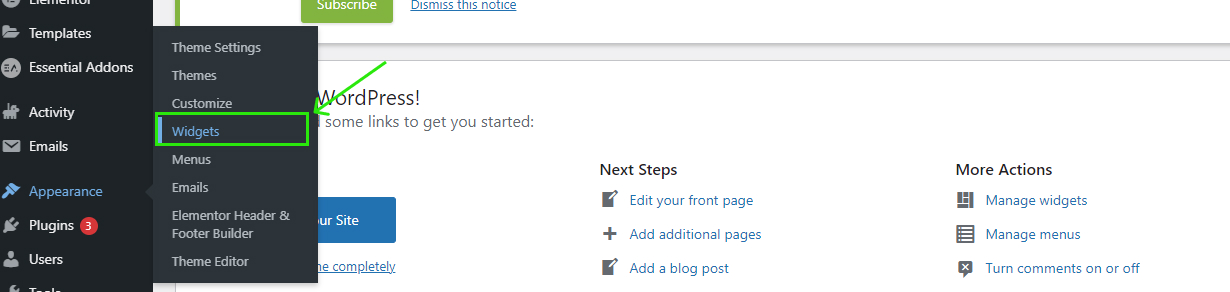 Elementor
Templates
Essential Addons
Activity
Emails
Appearance
Plugins 3
Users
Tools
Theme Settings
Themes
Customize
Widgets
Menus
Emails
Elementor Header &
Footer Builder
Theme Editor
Subscribe
Dismiss this notice
WordPress!
some links to get you started:
our Site
completely
Next Steps
Edit your front page
Add additional pages
Add a blog post
More Actions
Manage widgets
Manage menus
Turn comments on or off